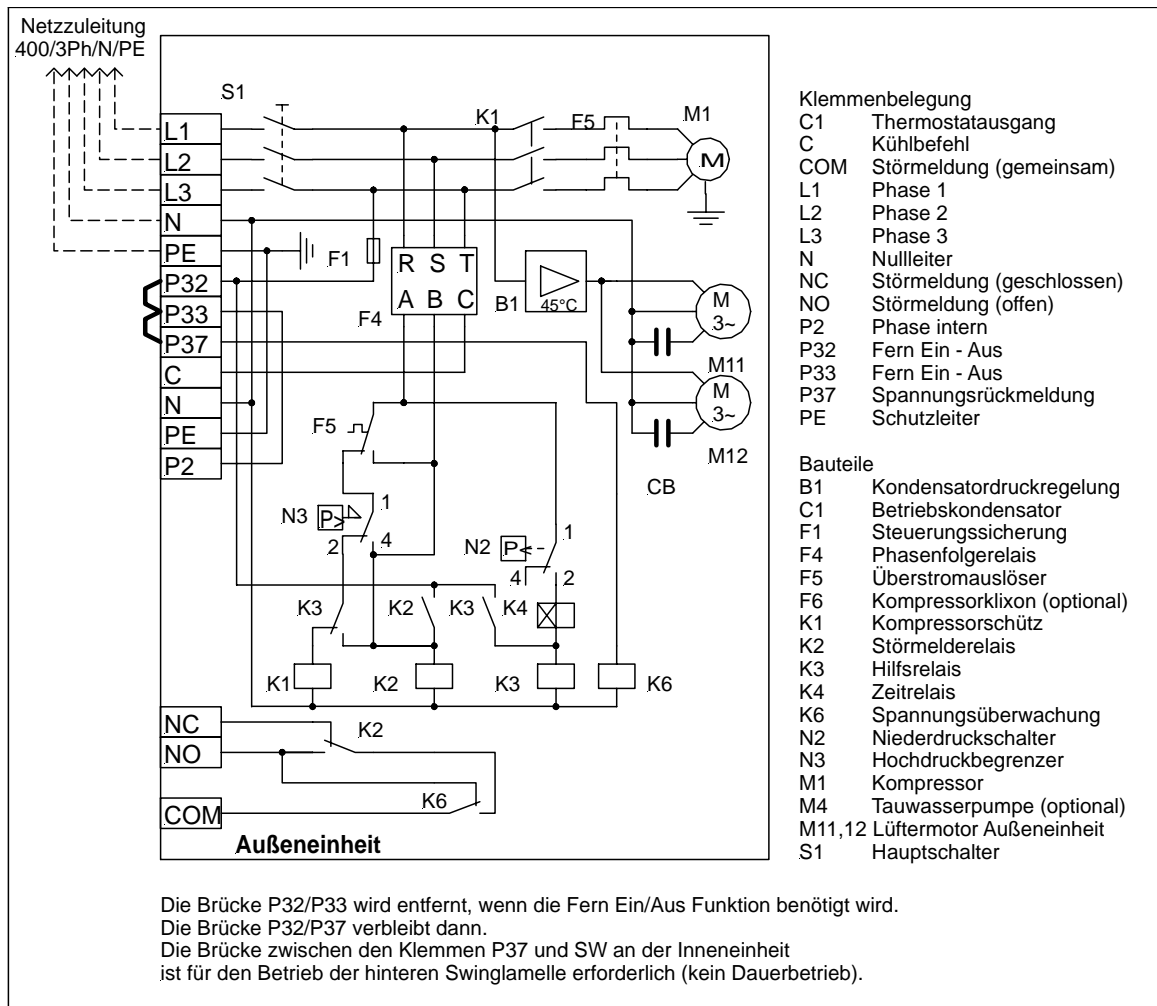 Netzzuleitung
400/3Ph/N/PE
S1
K1
F5
M1
L1
L2
L3
N
PE
P32
P33
P37
C
N
PE
P2
M
F1
R S T
A B C
F4
B1
45°C
M
3~
M11
M
3~
M12
CB
F5
N3
P>
1
2
4
N2
P<
1
4
2
K3
K2
K3
K4
K1
K2
K3
K6
NC
NO
COM
K2
K6
Außeneinheit
Klemmenbelegung
C1 Thermostatausgang
C Kühlbefehl
COM Störmeldung (gemeinsam)
L1 Phase 1
L2 Phase 2
L3 Phase 3
N Nullleiter
NC Störmeldung (geschlossen)
NO Störmeldung (offen)
P2 Phase intern
P32 Fern Ein - Aus
P33 Fern Ein - Aus
P37 Spannungsrückmeldung
PE Schutzleiter
Bauteile
B1 Kondensatordruckregelung
C1 Betriebskondensator
F1 Steuerungssicherung
F4 Phasenfolgerelais
F5 Überstromauslöser
F6 Kompressorklixon (optional)
K1 Kompressorschütz
K2 Störmelderelais
K3 Hilfsrelais
K4 Zeitrelais
K6 Spannungsüberwachung
N2 Niederdruckschalter
N3 Hochdruckbegrenzer
M1 Kompressor
M4 Tauwasserpumpe (optional)
M11,12 Lüftermotor Außeneinheit
S1 Hauptschalter
Die Brücke P32/P33 wird entfernt, wenn die Fern Ein/Aus Funktion benötigt wird.
Die Brücke P32/P37 verbleibt dann.
Die Brücke zwischen den Klemmen P37 und SW an der Inneneinheit
ist für den Betrieb der hinteren Swinglamelle erforderlich (kein Dauerbetrieb).